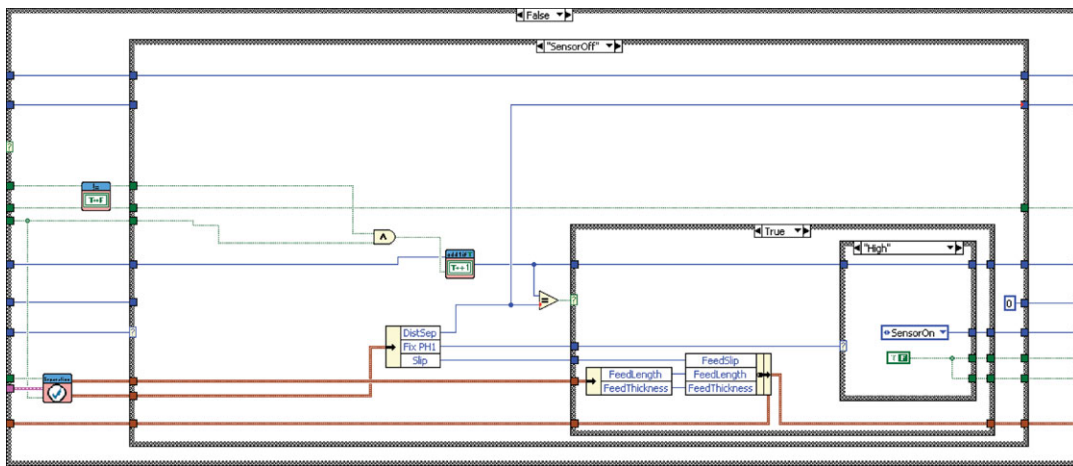 False
"SensorOff"
True
"High"
DistSep
Fix PH1
Slip
FeedLength
FeedThickness
FeedSlip
FeedLength
FeedThickness
SensorOn
0